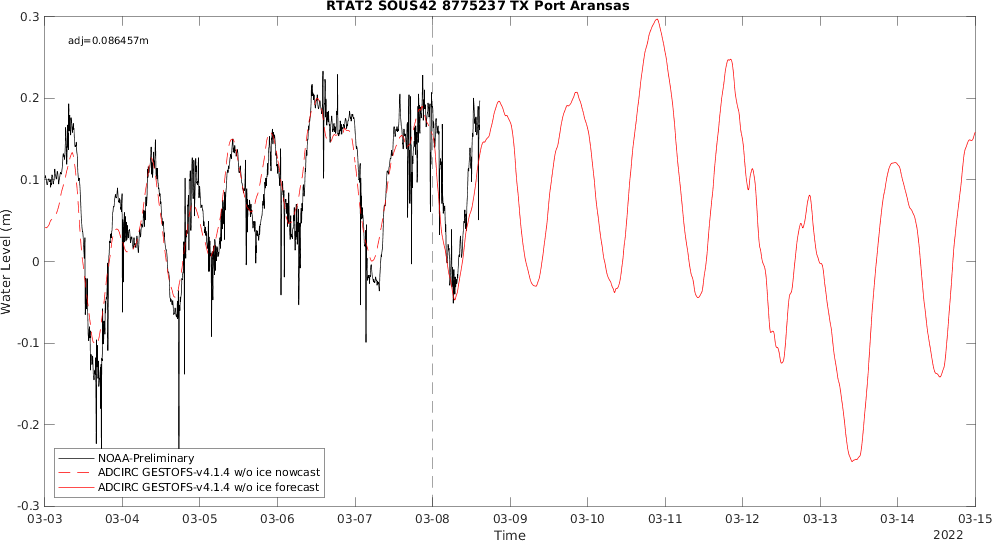 RTAT2 SOUS42 8775237 TX Port Aransas
adj=0.086457m
0.3
0.2
0.1
0
-0.1
-0.2
-0.3
Water Level (m)
NOAA-Preliminary
ADCIRC GESTOFS-v4.1.4 w/o ice nowcast
ADCIRC GESTOFS-v4.1.4 w/o ice forecast
03-03 03-04 03-05 03-06 03-07 03-08 03-09 03-10 03-11 03-12 03-13 03-14 03-15
Time
2022